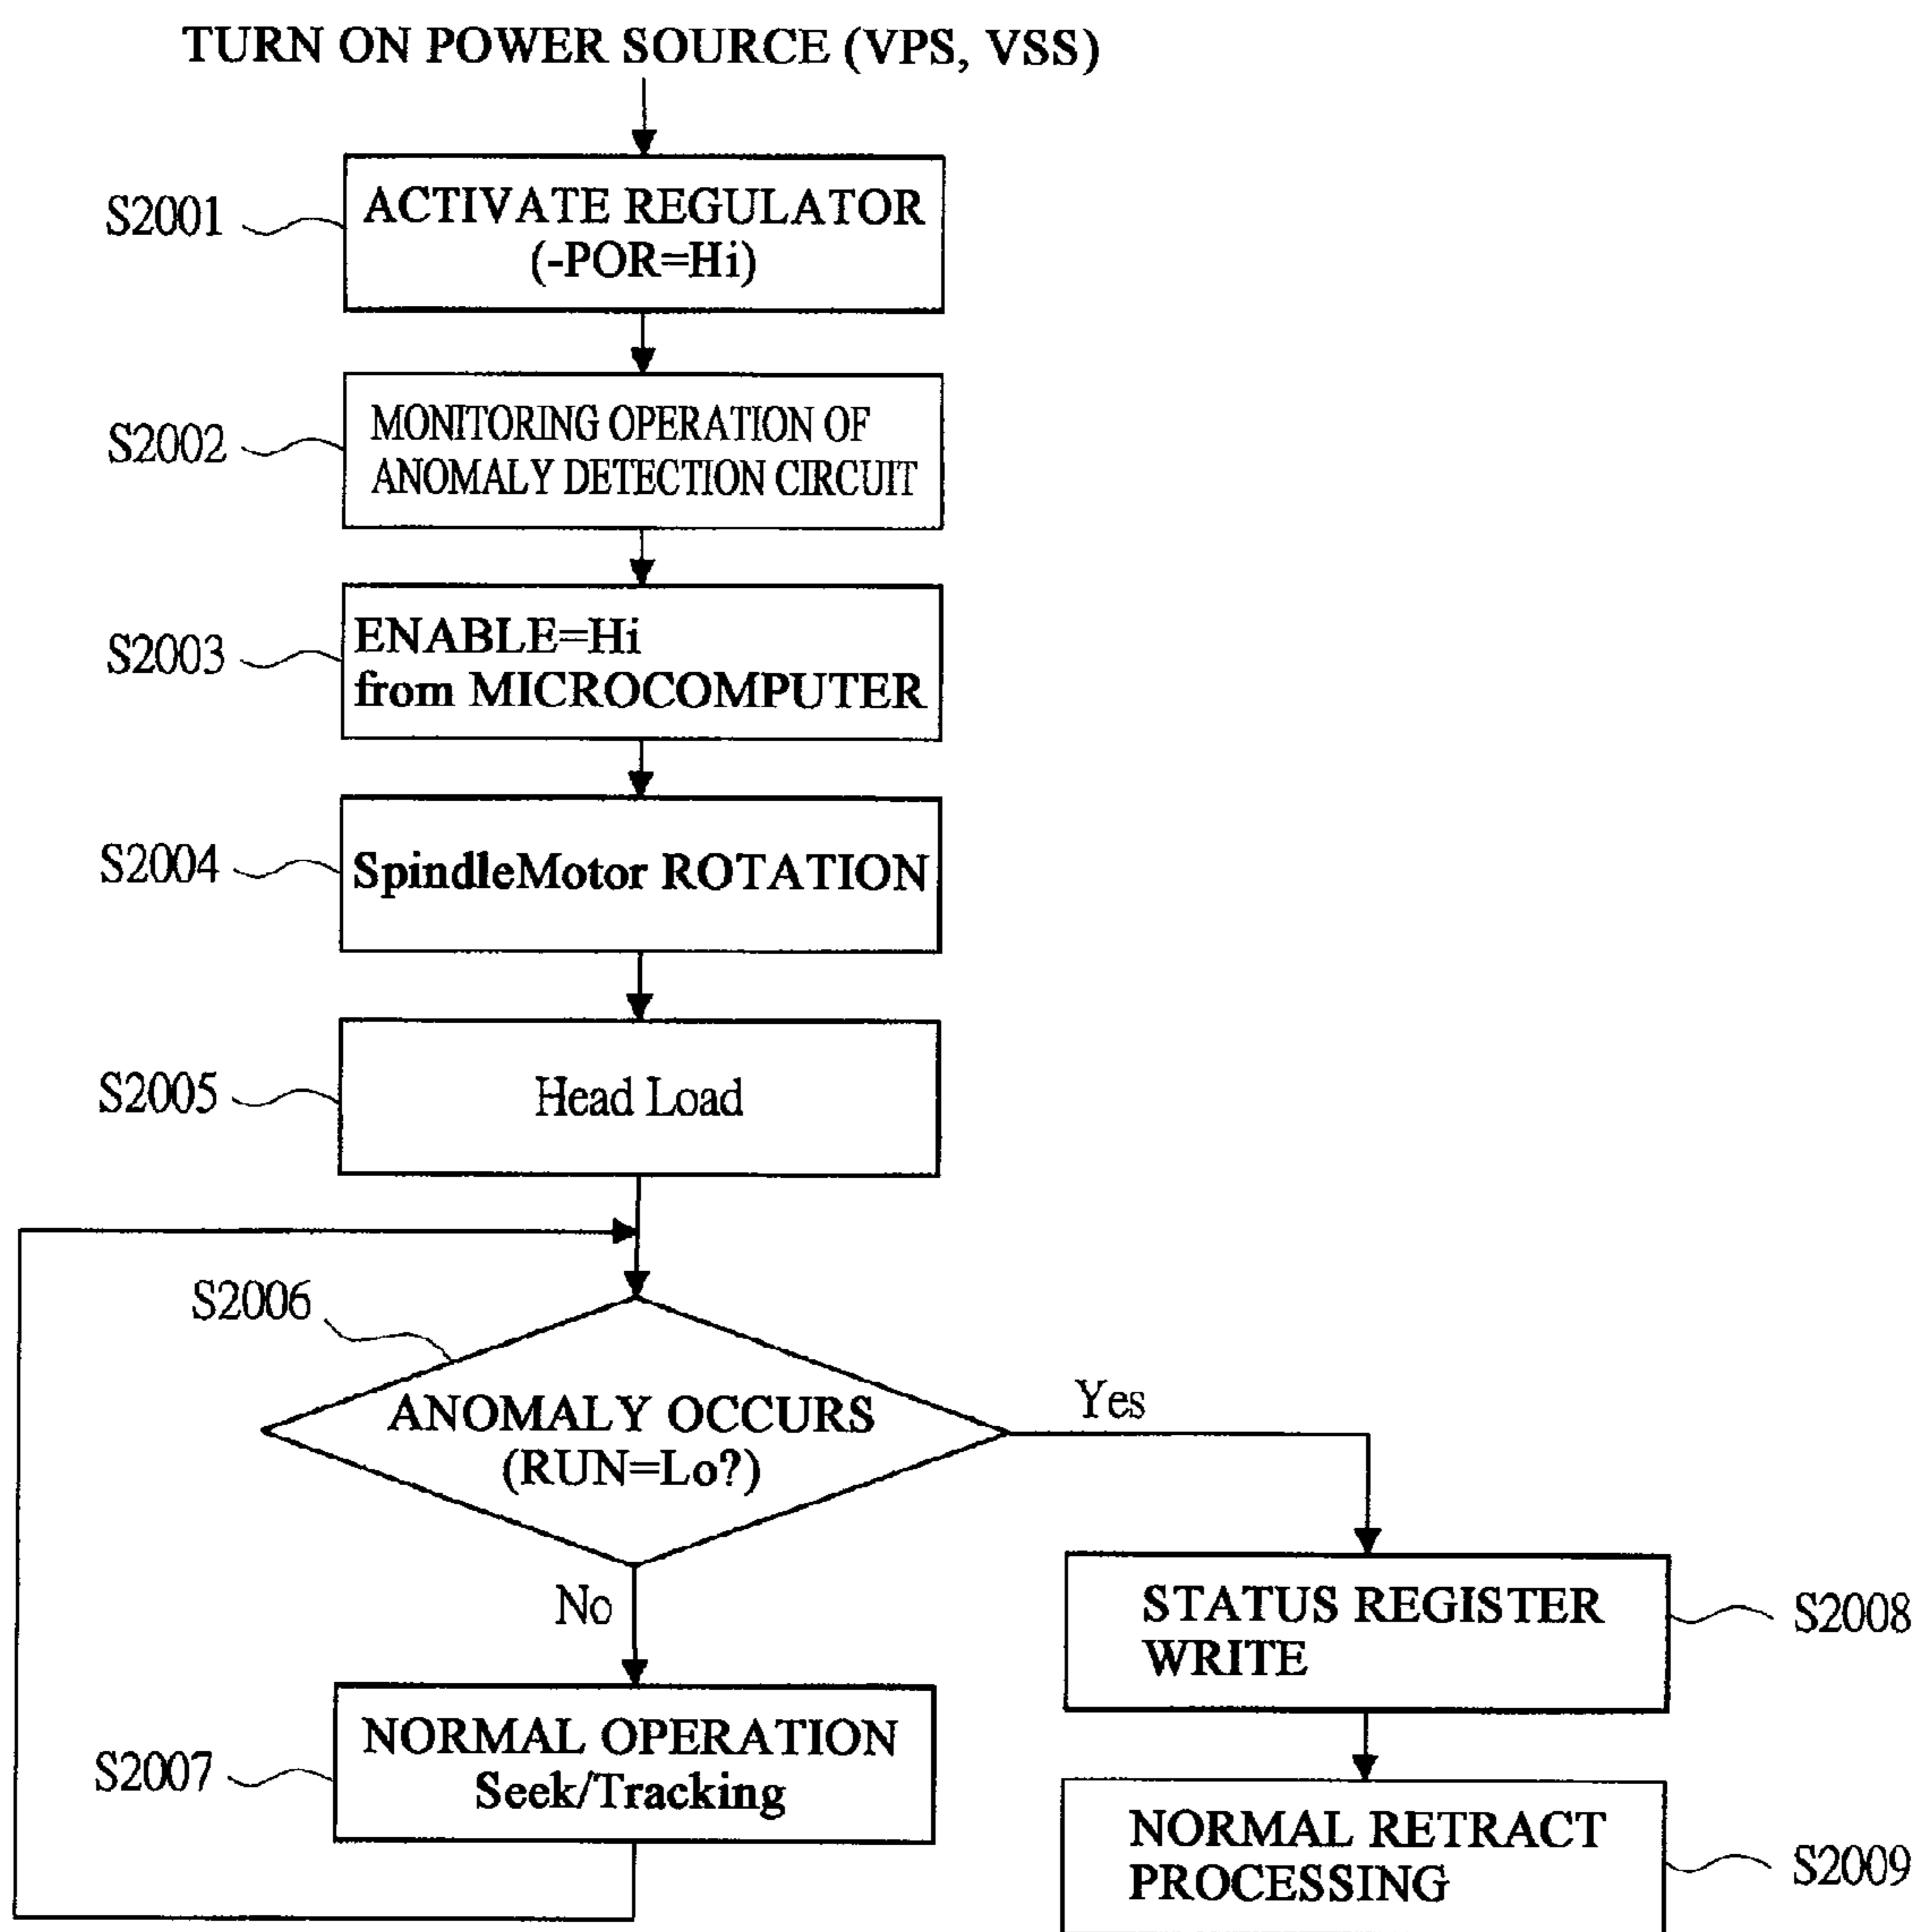 TURN ON POWER SOURCE (VPS, VSS)
S2001
ACTIVATE REGULATOR
(-POR=Hi)
S2002
MONITORING OPERATION OF
ANOMALY DETECTION CIRCUIT
S2003
ENABLE=Hi
from MICROCOMPUTER
S2004
SpindleMotor ROTATION
S2005
Head Load
S2006
ANOMALY OCCURS
(RUN=Lo?)
Yes
No
STATUS REGISTER
WRITE
S2008
S2007
NORMAL OPERATION
Seek/Tracking
NORMAL RETRACT
PROCESSING
S2009